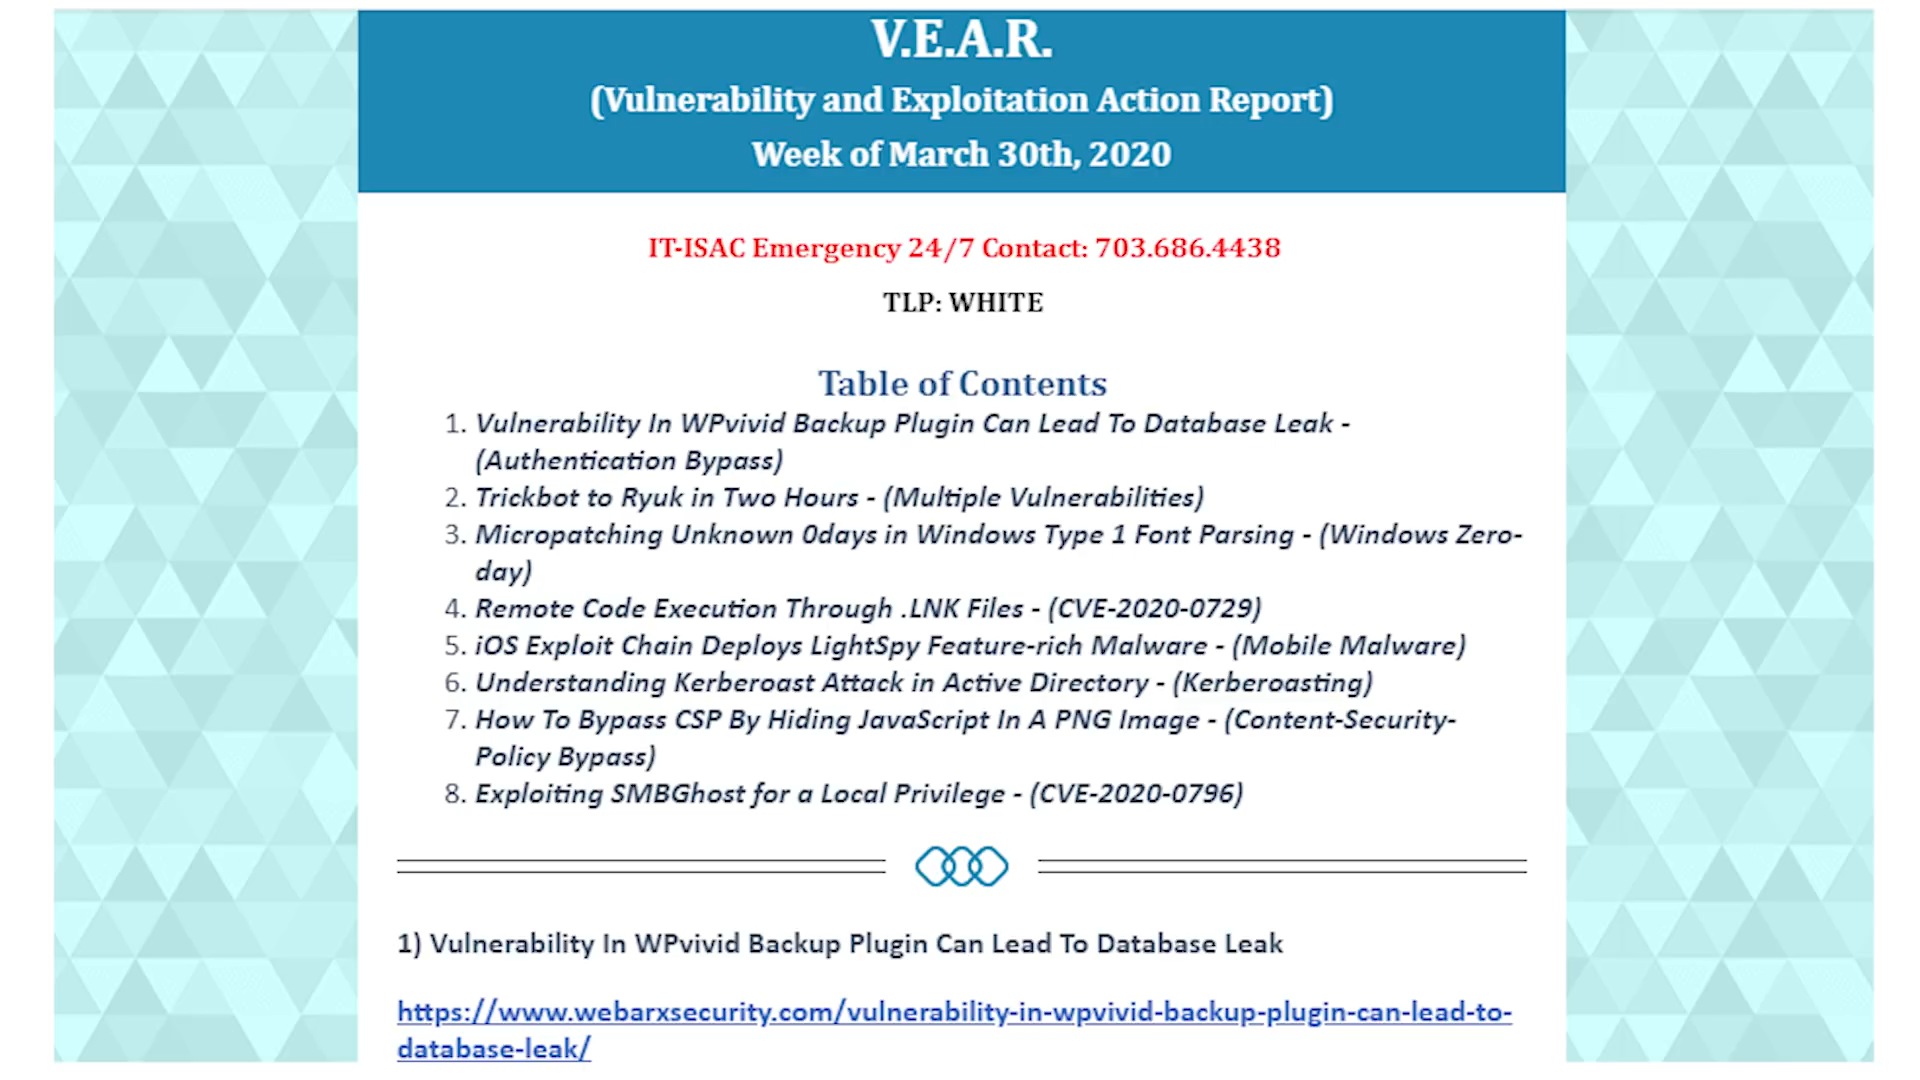 V.E.A.R.
(Vulnerability and Exploitation Action Report)
Week of March 30th, 2020
IT-ISAC Emergency 24/7 Contact: 703.686.4438
TLP: WHITE
Table of Contents
1. Vulnerability In WPvivid Backup Plugin Can Lead To Database Leak -
(Authentication Bypass)
2. Trickbot to Ryuk in Two Hours - (Multiple Vulnerabilities)
3. Micropatching Unknown 0days in Windows Type 1 Font Parsing - (Windows Zero-
day)
4. Remote Code Execution Through .LNK Files - (CVE-2020-0729)
5. iOS Exploit Chain Deploys LightSpy Feature-rich Malware - (Mobile Malware)
6. Understanding Kerberoast Attack in Active Directory - (Kerberoasting)
7. How To Bypass CSP By Hiding JavaScript In A PNG Image - (Content-Security-
Policy Bypass)
8. Exploiting SMBGhost for a Local Privilege - (CVE-2020-0796)
1) Vulnerability In WPvivid Backup Plugin Can Lead To Database Leak
https://www.webarxsecurity.com/vulnerability-in-wpvivid-backup-plugin-can-lead-to-
database-leak/